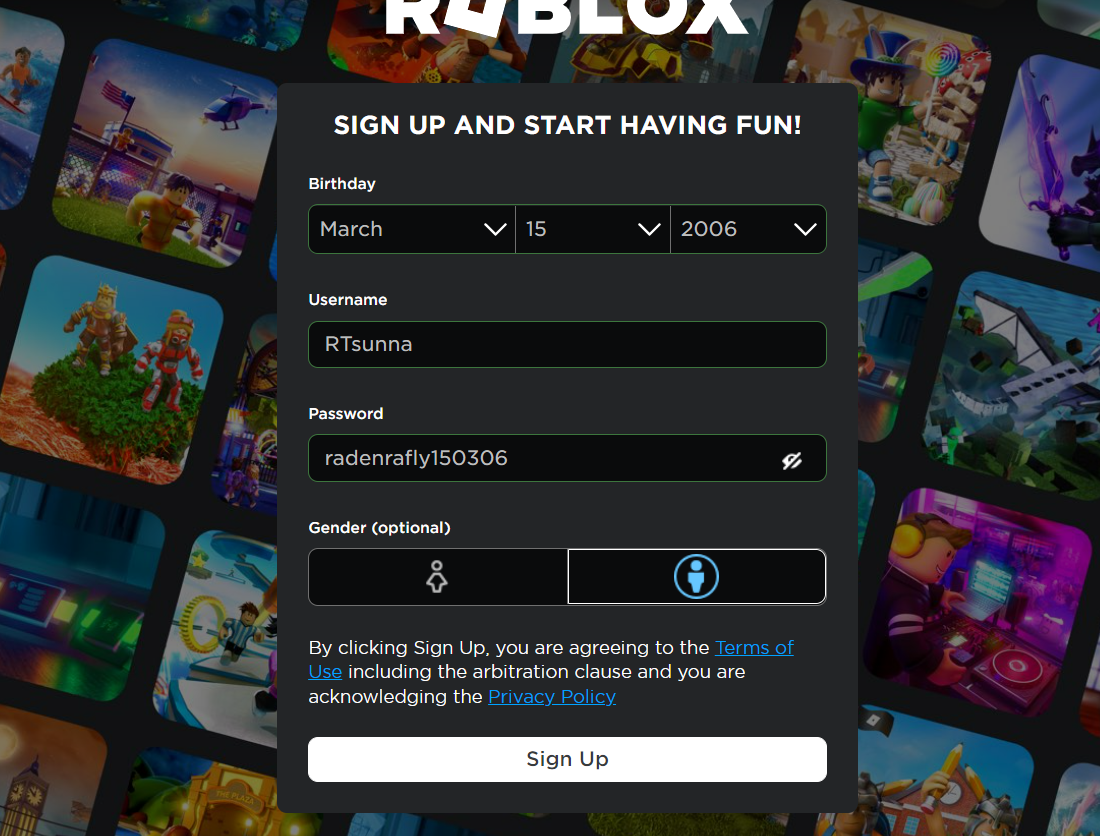 ROBLOX
SIGN UP AND START HAVING FUN!
Birthday
March 15 2006
Username
RTsunna
Password
radenrafly150306
Gender (optional)
By clicking Sign Up, you are agreeing to the Terms of
Use including the arbitration clause and you are
acknowledging the Privacy Policy
Sign Up
THE PLAZA